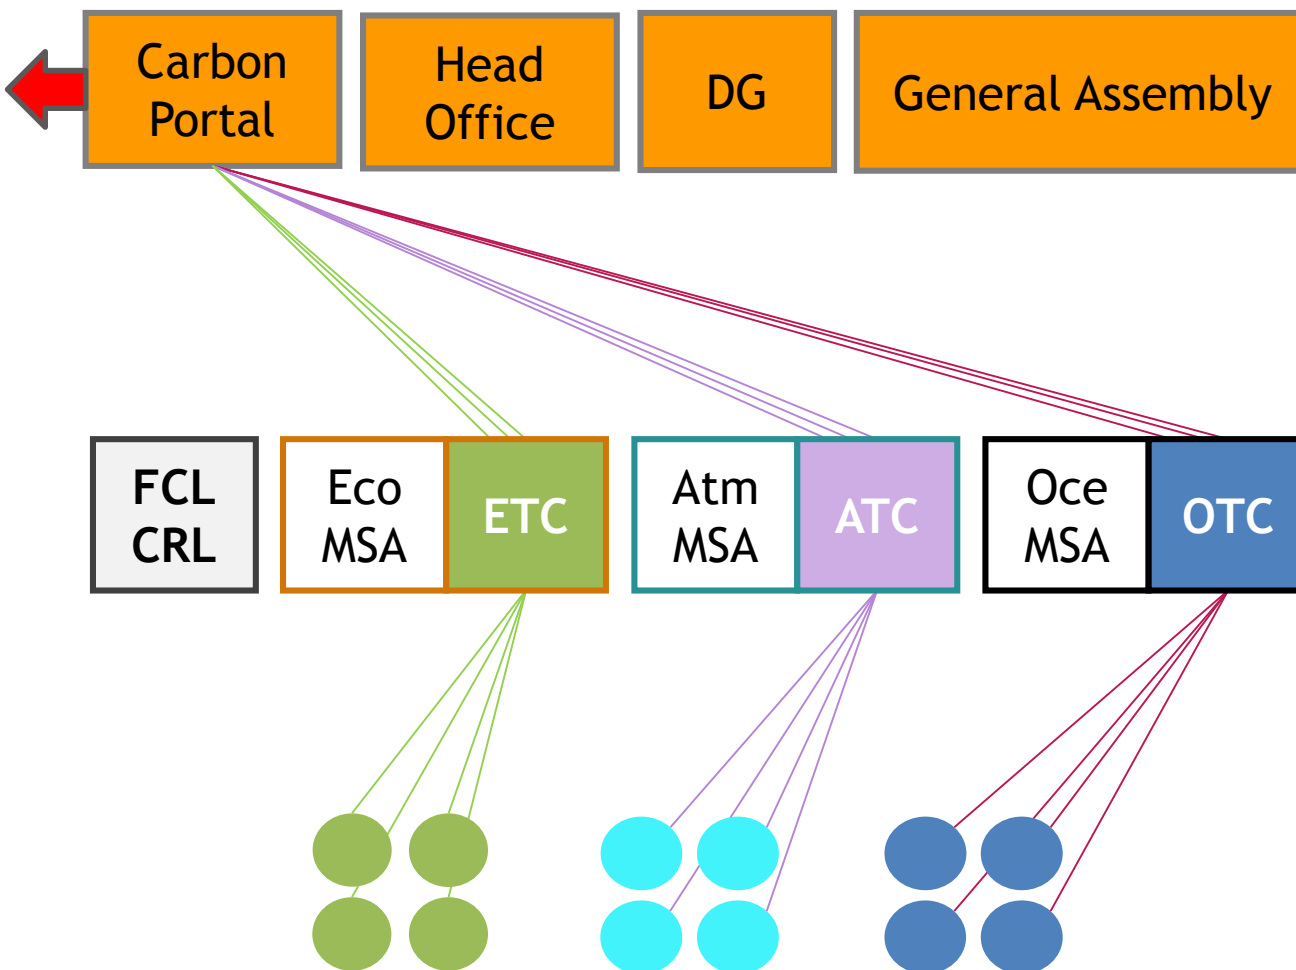 Carbon
Portal
Head
Office
DG
General Assembly
FCL
CRL
Eco
MSA
ETC
Atm
MSA
ATC
Oce
MSA
OTC